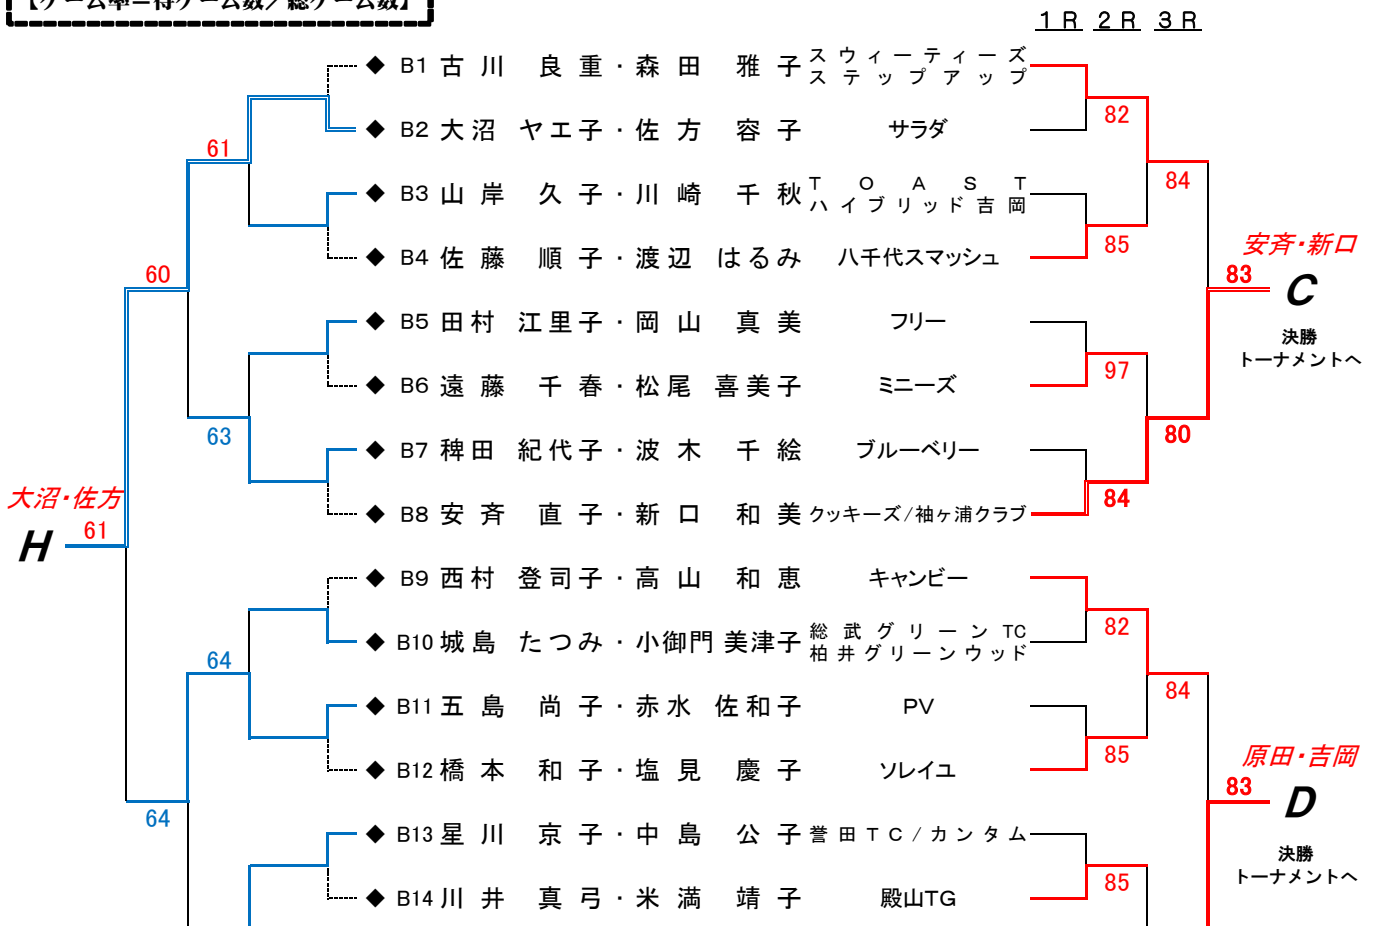 【ゲーム率=得ゲーム数/総ゲーム数】
1R 2R 3R
◆ B1 古川 良重・森田 雅子 スウィーティーズ
ステップアップ
82
◆ B2 大沼 ヤエ子・佐方 容子 サラダ
61
84
◆ B3 山岸 久子・川崎 千秋 TOAST
ハイブリッド吉岡
85
◆ B4 佐藤 順子・渡辺 はるみ 八千代スマッシュ
安斉・新口
60
83
C
◆ B5 田村 江里子・岡山 真美 フリー
決勝
トーナメントへ
97
◆ B6 遠藤 千春・松尾 喜美子 ミニーズ
63
80
◆ B7 稗田 紀代子・波木 千絵 ブルーベリー
大沼・佐方
84
◆ B8 安斉 直子・新口 和美 クッキーズ/袖ヶ浦クラブ
61
H
◆ B9 西村 登司子・高山 和恵 キャンビー
82
◆ B10 城島 たつみ・小御門 美津子 総武グリーンTC
柏井グリーンウッド
64
84
◆ B11 五島 尚子・赤水 佐和子 PV
85
原田・吉岡
◆ B12 橋本 和子・塩見 慶子 ソレイユ
83
D
64
◆ B13 星川 京子・中島 公子 誉田TC/カンタム
決勝
トーナメントへ
85
◆ B14 川井 真弓・米満 靖子 殿山TG